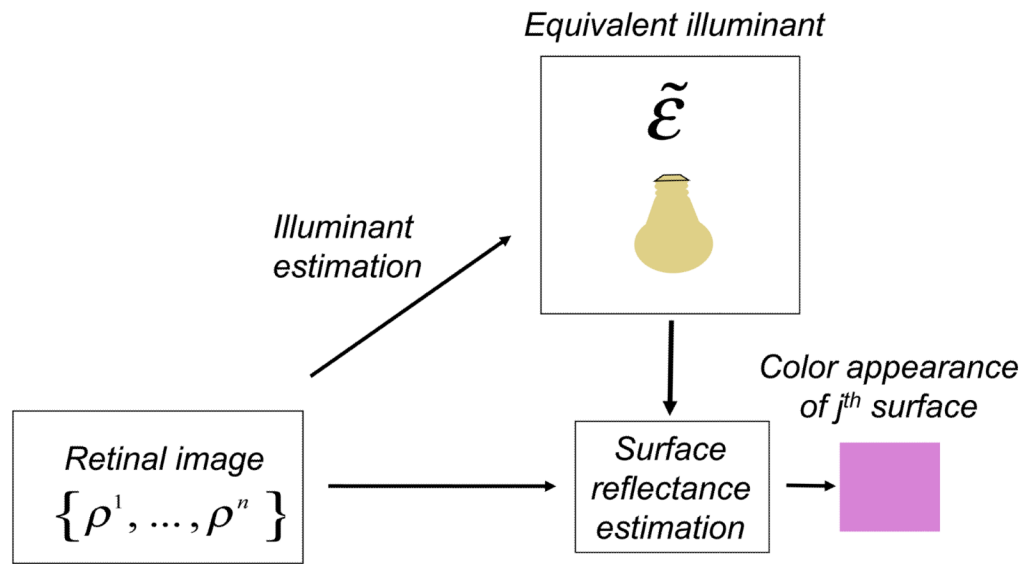 Equivalent illuminant
ε̃
Illuminant
estimation
Color appearance
of jth surface
Retinal image
{ρ¹, ... , ρⁿ}
Surface
reflectance
estimation